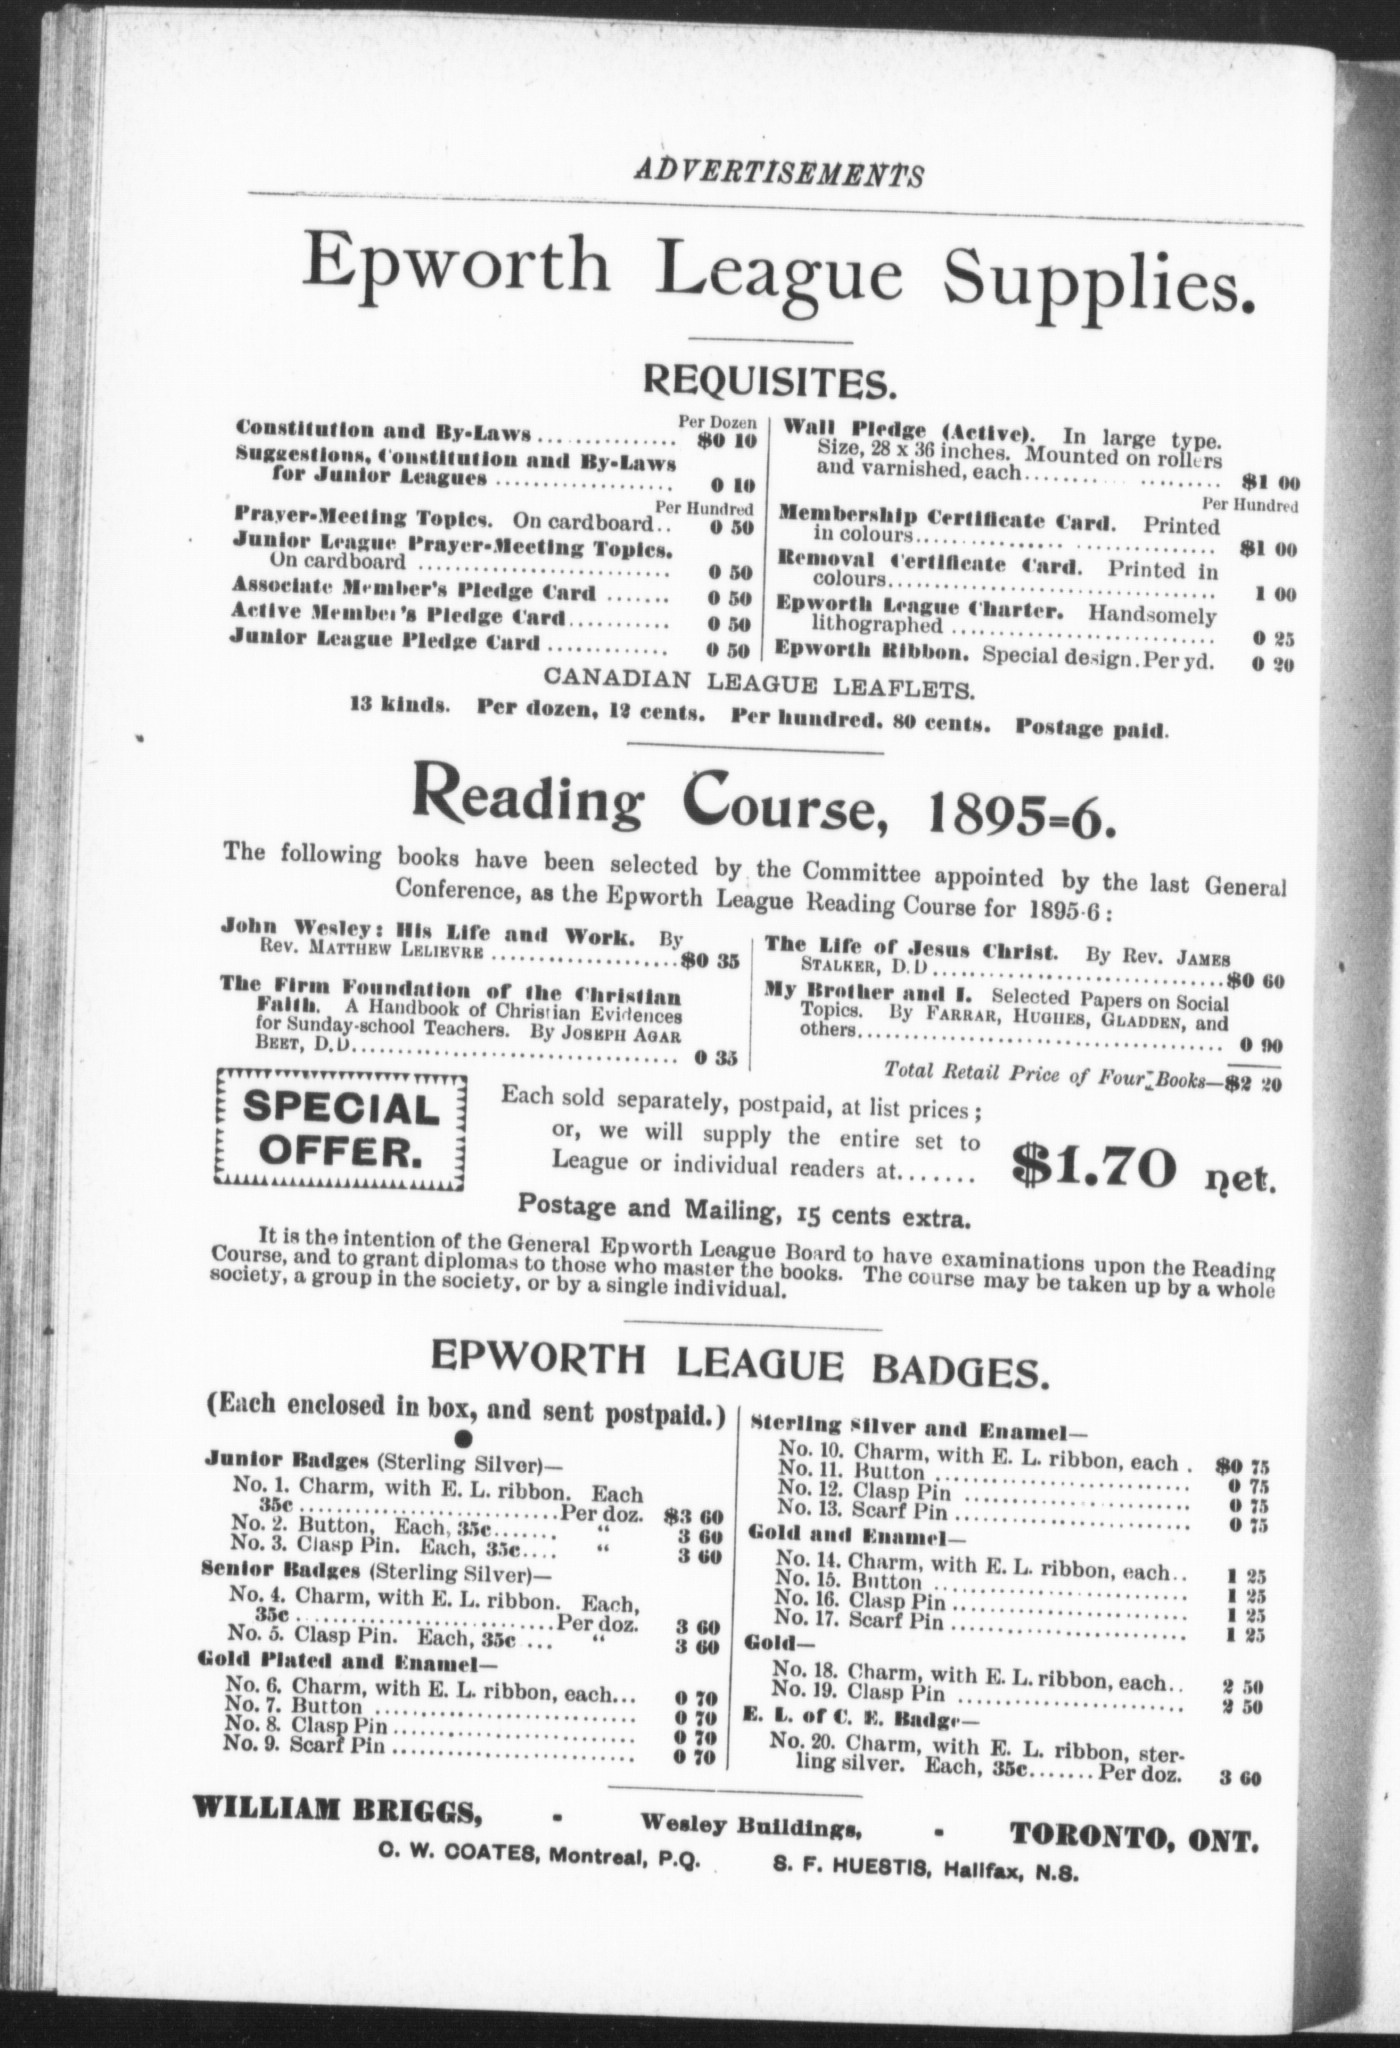 ADVERTISEMENTS
Epworth League Supplies.
REQUISITES.
Per Dozen
Constitution and By-Laws .................. $0 10
Suggestions, Constitution and By-Laws
for Junior Leagues .................. 0 10
Per Hundred
Prayer-Meeting Topics. On cardboard.. 0 50
Junior League Prayer-Meeting Topics.
On cardboard .......................... 0 50
Associate Member's Pledge Card ....... 0 50
Active Member's Pledge Card........... 0 50
Junior League Pledge Card ............. 0 50
Wall Pledge (Active). In large type.
Size, 28 x 36 inches. Mounted on rollers
and varnished, each.................. $1 00
Per Hundred
Membership Certificate Card. Printed
in colours.............................. $1 00
Removal Certificate Card. Printed in
colours................................. 1 00
Epworth League Charter. Handsomely
lithographed ........................... 0 25
Epworth Ribbon. Special design. Per yd. 0 20
CANADIAN LEAGUE LEAFLETS.
13 kinds. Per dozen, 12 cents. Per hundred, 80 cents. Postage paid.
Reading Course, 1895=6.
The following books have been selected by the Committee appointed by the last General
Conference, as the Epworth League Reading Course for 1895-6:
John Wesley: His Life and Work. By
Rev. MATTHEW LELIEVRE ....................$0 35
The Firm Foundation of the Christian
Faith. A Handbook of Christian Evidences
for Sunday-school Teachers. By JOSEPH AGAR
BEET, D.D.................................. 0 35
The Life of Jesus Christ. By Rev. JAMES
STALKER, D.D..............................$0 60
My Brother and I. Selected Papers on Social
Topics. By FARRAR, HUGHES, GLADDEN, and
others..................................... 0 90
Total Retail Price of Four Books—$2 20
SPECIAL
OFFER.
Each sold separately, postpaid, at list prices;
or, we will supply the entire set to
League or individual readers at....... $1.70 net.
Postage and Mailing, 15 cents extra.
It is the intention of the General Epworth League Board to have examinations upon the Reading
Course, and to grant diplomas to those who master the books. The course may be taken up by a whole
society, a group in the society, or by a single individual.
EPWORTH LEAGUE BADGES.
(Each enclosed in box, and sent postpaid.)
Junior Badges (Sterling Silver)—
No. 1. Charm, with E. L. ribbon. Each
35c ..........................Per doz. $3 60
No. 2. Button, Each, 35c....... " 3 60
No. 3. Clasp Pin. Each, 35c.... " 3 60
Senior Badges (Sterling Silver)—
No. 4. Charm, with E. L. ribbon. Each,
35c ..........................Per doz. 3 60
No. 5. Clasp Pin. Each, 35c ... " 3 60
Gold Plated and Enamel—
No. 6. Charm, with E. L. ribbon, each... 0 70
No. 7. Button .......................... 0 70
No. 8. Clasp Pin ........................ 0 70
No. 9. Scarf Pin ........................ 0 70
Sterling Silver and Enamel—
No. 10. Charm, with E. L. ribbon, each . $0 75
No. 11. Button .......................... 0 75
No. 12. Clasp Pin ....................... 0 75
No. 13. Scarf Pin ....................... 0 75
Gold and Enamel—
No. 14. Charm, with E. L. ribbon, each.. 1 25
No. 15. Button .......................... 1 25
No. 16. Clasp Pin ....................... 1 25
No. 17. Scarf Pin ....................... 1 25
Gold—
No. 18. Charm, with E. L. ribbon, each.. 2 50
No. 19. Clasp Pin ....................... 2 50
E. L. of C. E. Badge—
No. 20. Charm, with E. L. ribbon, ster-
ling silver. Each, 35c.......Per doz. 3 60
WILLIAM BRIGGS, - Wesley Buildings, - TORONTO, ONT.
C. W. COATES, Montreal, P.Q. S. F. HUESTIS, Halifax, N.S.